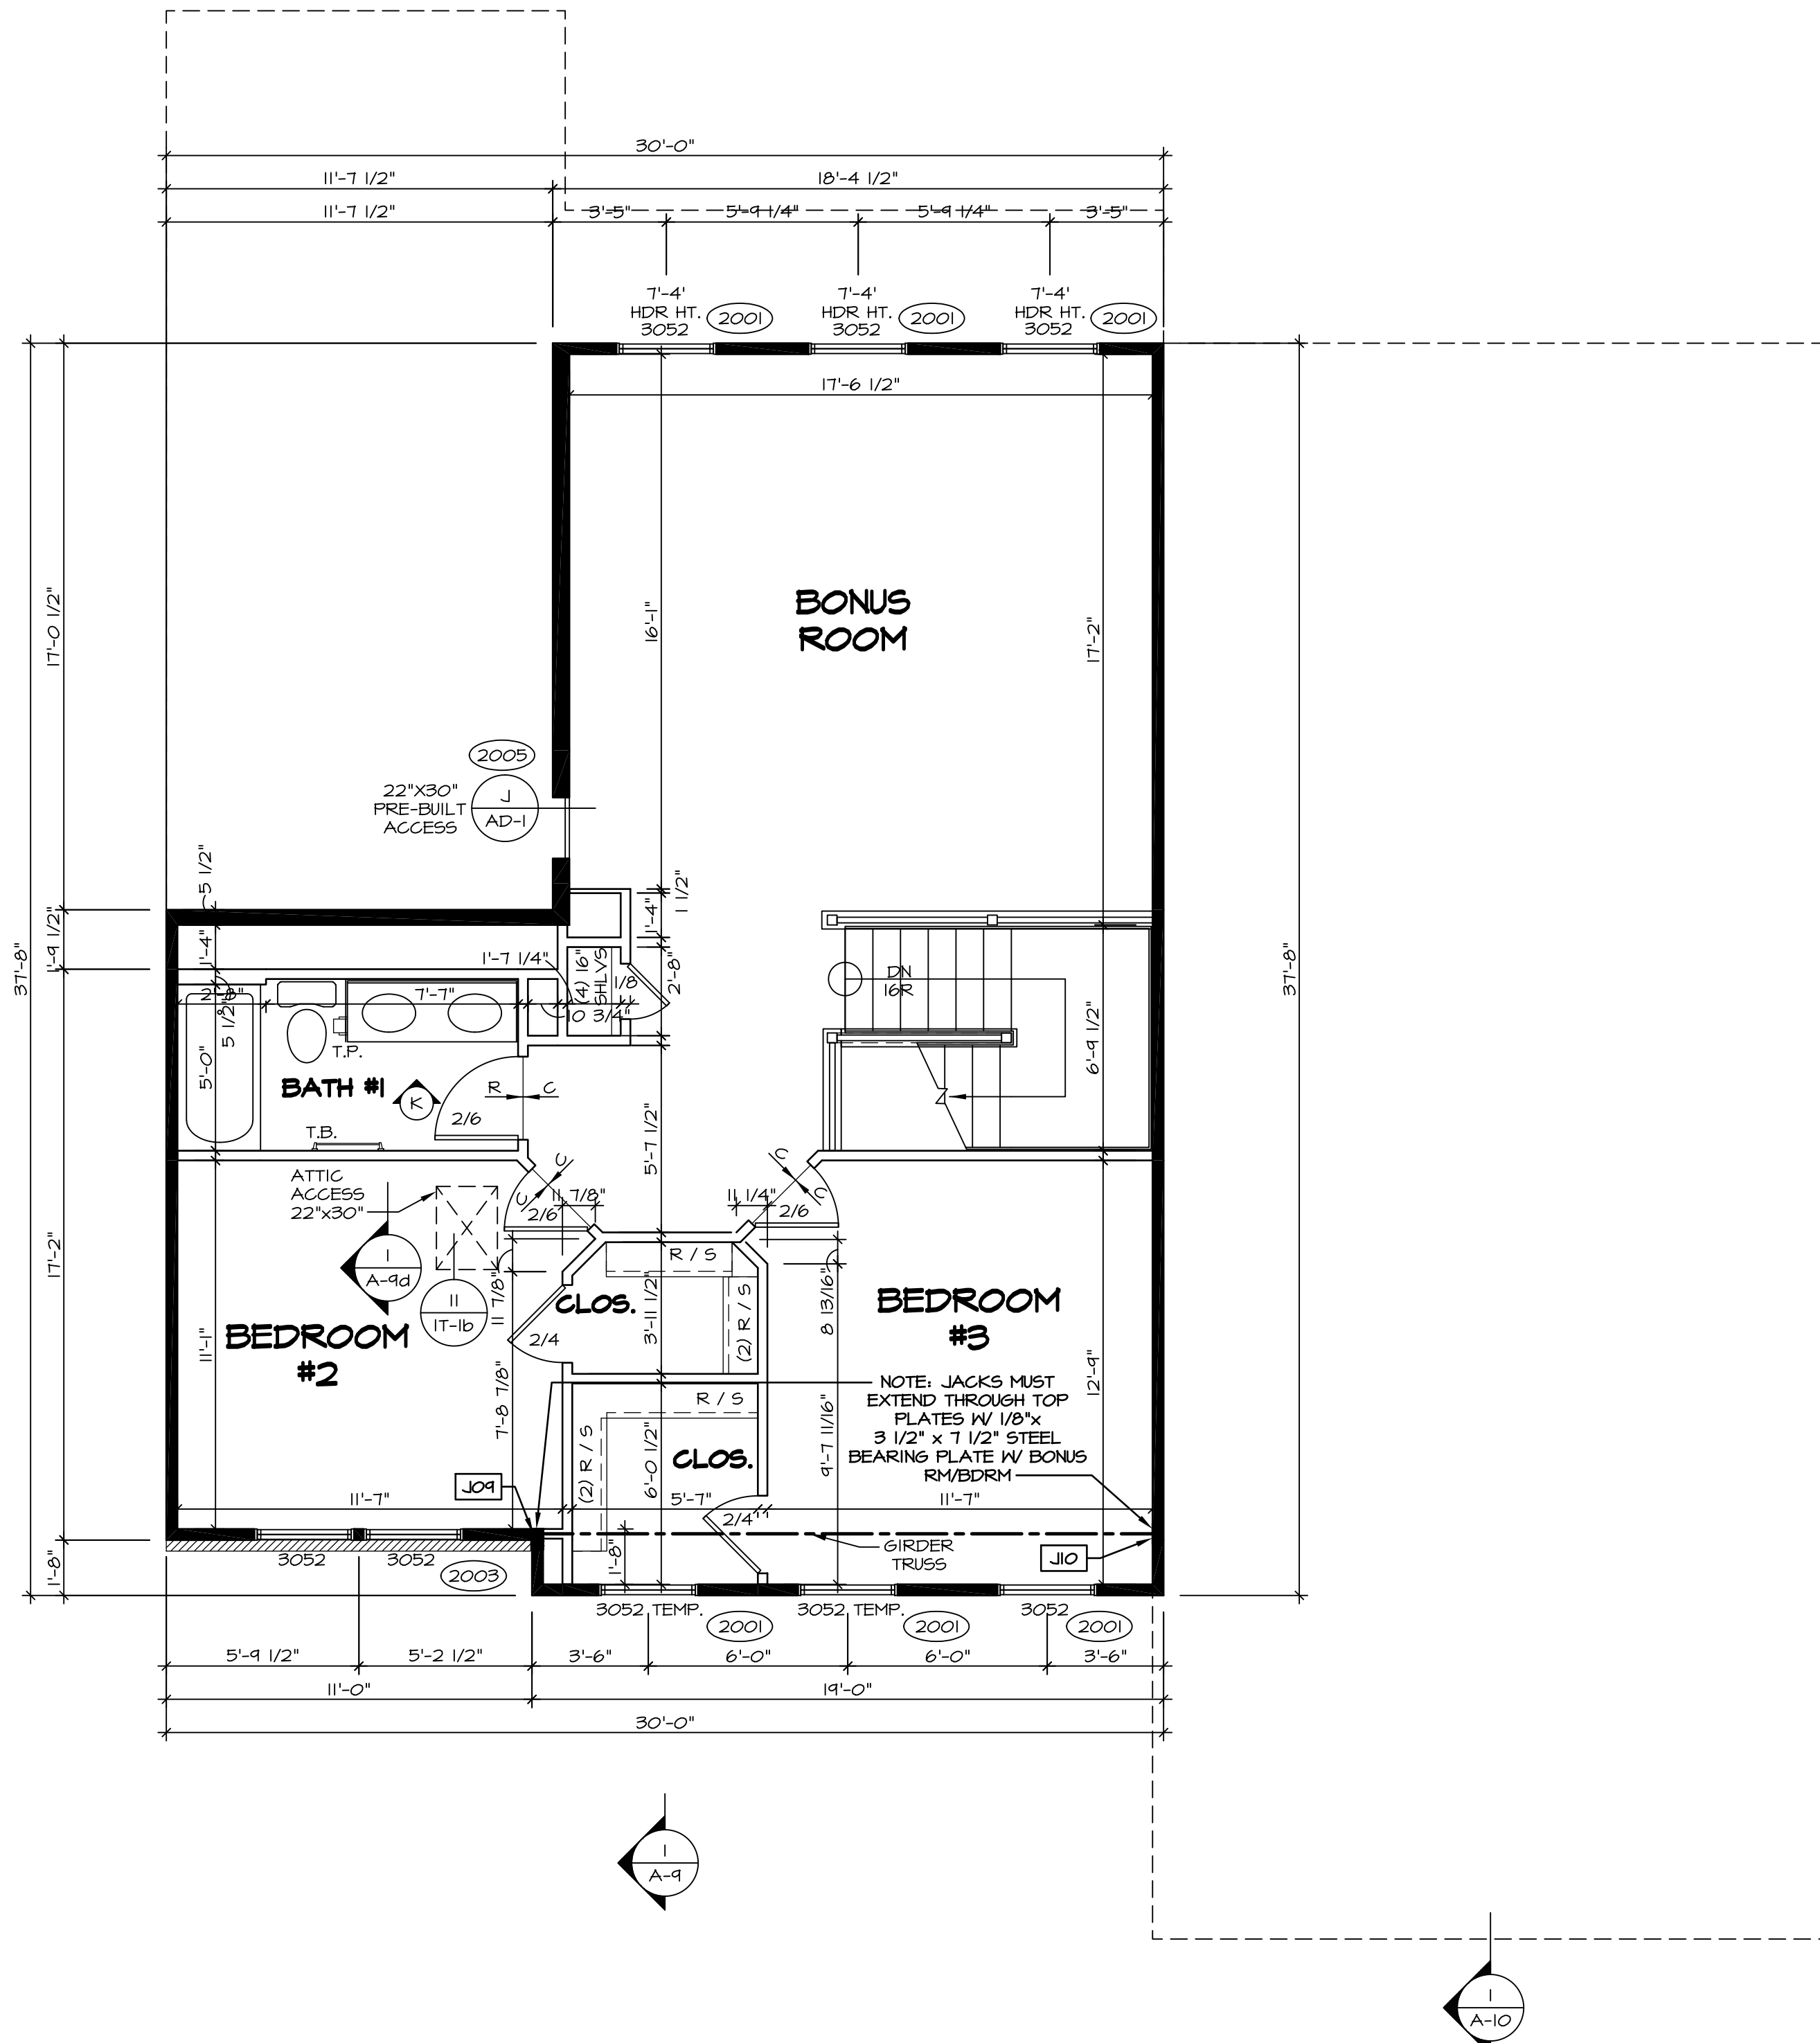 30'-0"
11'-7 1/2"
18'-4 1/2"
11'-7 1/2"
3'-5"
5'-9 1/4"
5'-9 1/4"
3'-5"
7'-4'
HDR HT.
3052
2001
7'-4'
HDR HT.
3052
2001
7'-4'
HDR HT.
3052
2001
17'-6 1/2"
37'-8"
17'-0 1/2"
16'-1"
BONUS
ROOM
17'-2"
37'-8"
2005
22"X30"
PRE-BUILT
ACCESS
J
AD-1
5 1/2"
1 1/2"
1'-9 1/2"
1'-4"
1'-4"
1'-7 1/4"
(4) 16"
SHLVS
1/8
2'-8"
10 3/4"
DN
16R
2'-8"
7'-7"
5 1/2"
5'-0"
T.P.
BATH #1
K
R
C
2/6
T.B.
6'-9 1/2"
5'-7 1/2"
ATTIC
ACCESS
22"x30"
C
C
11 7/8"
2/6
C
C
11 1/4"
2/6
1
A-9d
11
1T-1b
11 7/8"
R / S
CLOS.
3'-11 1/2"
(2) R / S
2/4
8 13/16"
BEDROOM
#3
BEDROOM
#2
17'-2"
11'-1"
7'-8 7/8"
12'-9"
NOTE: JACKS MUST
EXTEND THROUGH TOP
PLATES W/ 1/8"x
3 1/2" x 7 1/2" STEEL
BEARING PLATE W/ BONUS
RM/BDRM
R / S
(2) R / S
CLOS.
6'-0 1/2"
9'-7 11/16"
J09
11'-7"
5'-7"
11'-7"
2/4
1'-8"
GIRDER
TRUSS
J10
1'-8"
3052
3052
2003
3052 TEMP.
2001
3052 TEMP.
2001
3052
2001
5'-9 1/2"
5'-2 1/2"
3'-6"
6'-0"
6'-0"
3'-6"
11'-0"
19'-0"
30'-0"
1
A-9
1
A-10